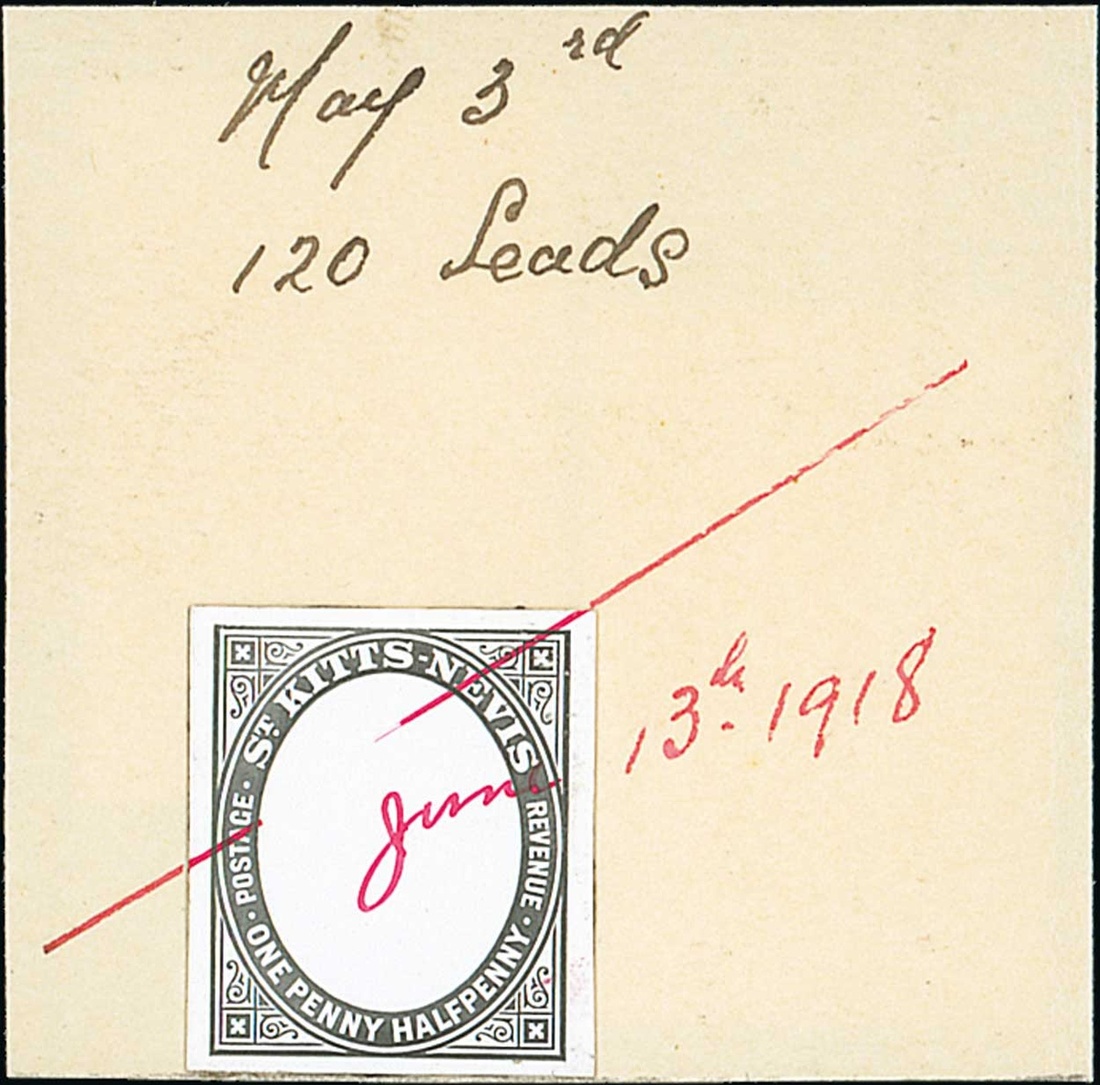 May 3rd
120 Leads
ST KITTS-NEVIS
POSTAGE · REVENUE
ONE PENNY HALFPENNY
June 13th. 1918